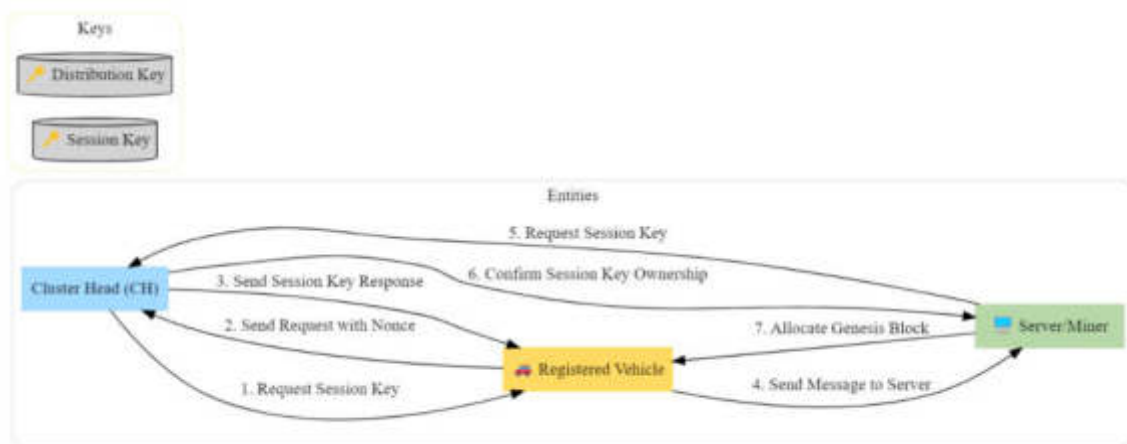 Keys
Distribution Key
Session Key
Entities
5. Request Session Key
6. Confirm Session Key Ownership
Cluster Head (CH)
3. Send Session Key Response
2. Send Request with Nonce
7. Allocate Genesis Block
Server/Miner
Registered Vehicle
1. Request Session Key
4. Send Message to Server